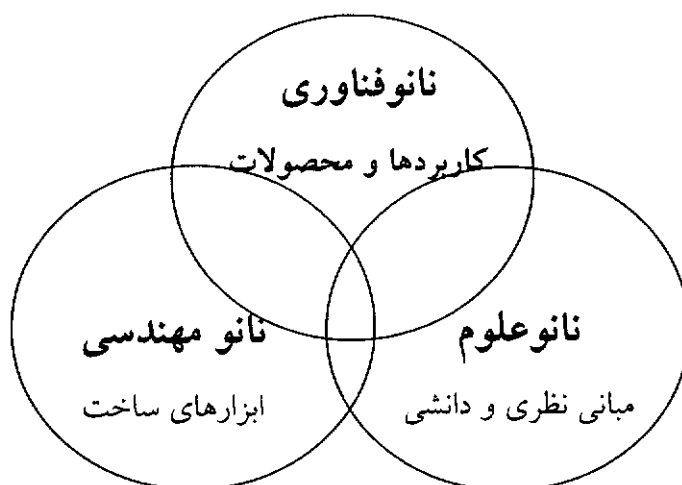 نانوفناوری
کاربردها و محصولات
نانوعلوم
مبانی نظری و دانشی
نانو مهندسی
ابزارهای ساخت